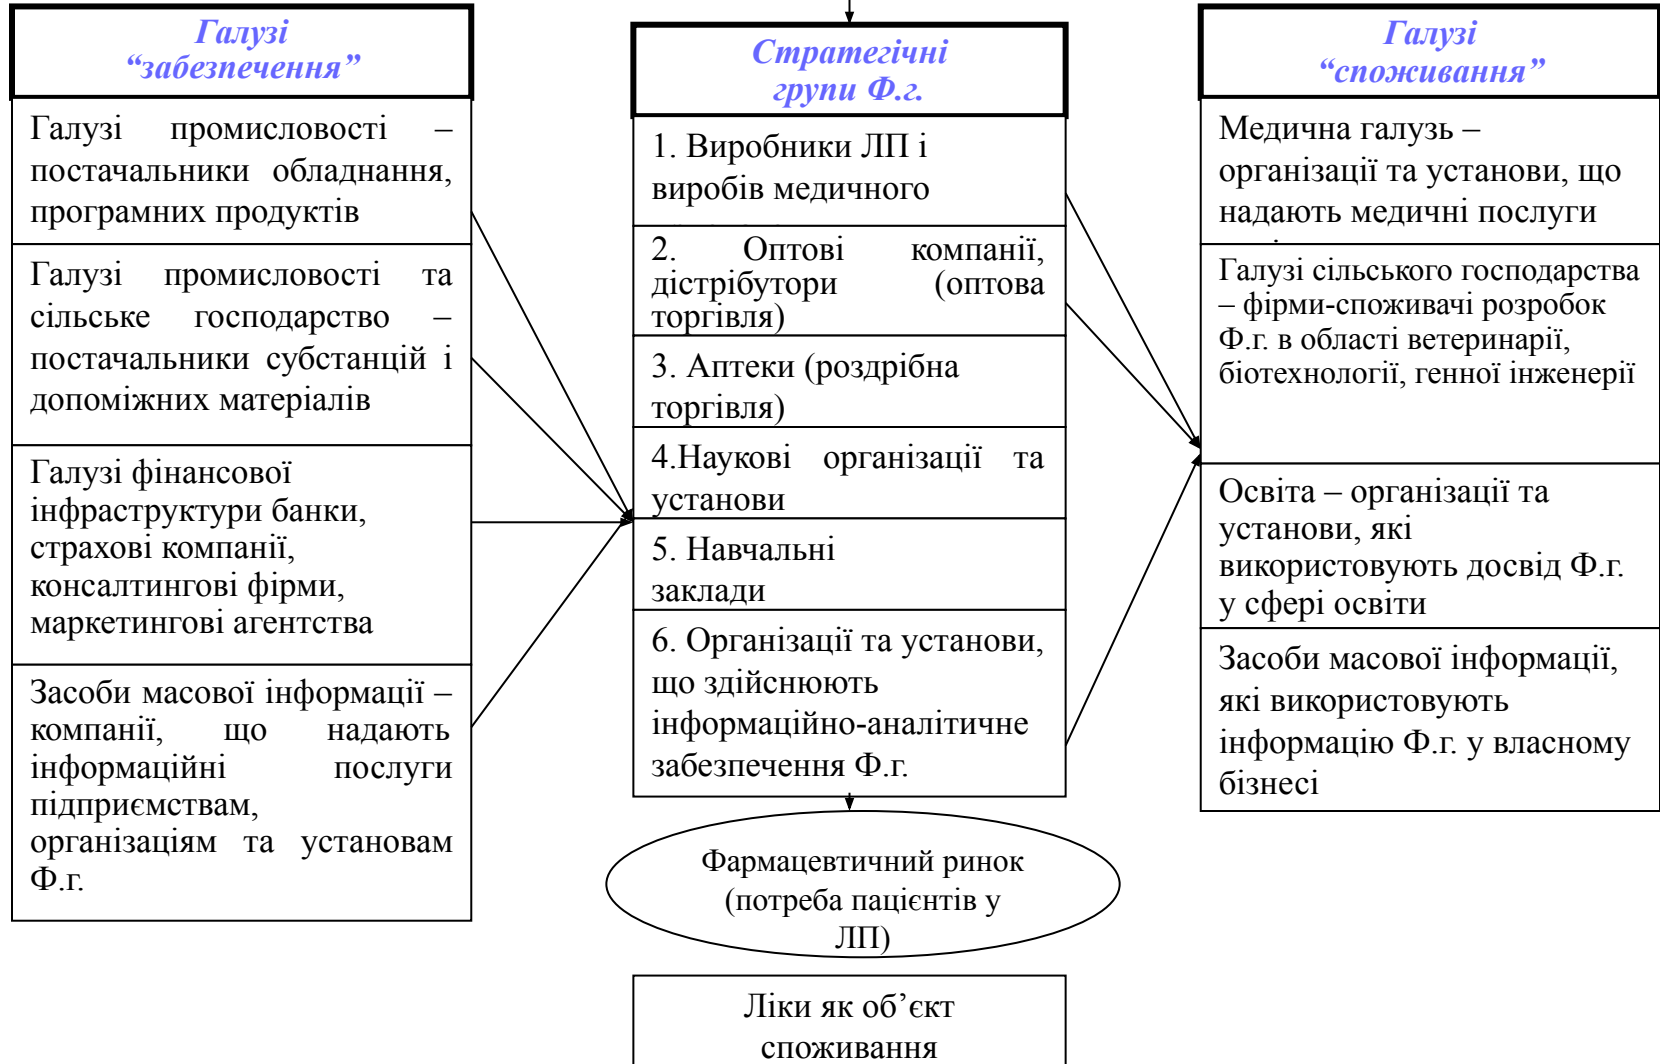 Галузі
“забезпечення”
Галузі промисловості –
постачальники обладнання,
програмних продуктів
Галузі промисловості та
сільське господарство –
постачальники субстанцій і
допоміжних матеріалів
Галузі фінансової
інфраструктури банки,
страхові компанії,
консалтингові фірми,
маркетингові агентства
Засоби масової інформації –
компанії, що надають
інформаційні послуги
підприємствам,
організаціям та установам
Ф.г.
Стратегічні
групи Ф.г.
1. Виробники ЛП і
виробів медичного
2. Оптові компанії,
дістрібутори (оптова
торгівля)
3. Аптеки (роздрібна
торгівля)
4.Наукові організації та
установи
5. Навчальні
заклади
6. Організації та установи,
що здійснюють
інформаційно-аналітичне
забезпечення Ф.г.
Фармацевтичний ринок
(потреба пацієнтів у
ЛП)
Ліки як об’єкт
споживання
Галузі
“споживання”
Медична галузь –
організації та установи, що
надають медичні послуги
Галузі сільського господарства
– фірми-споживачі розробок
Ф.г. в області ветеринарії,
біотехнології, генної інженерії
Освіта – організації та
установи, які
використовують досвід Ф.г.
у сфері освіти
Засоби масової інформації,
які використовують
інформацію Ф.г. у власному
бізнесі